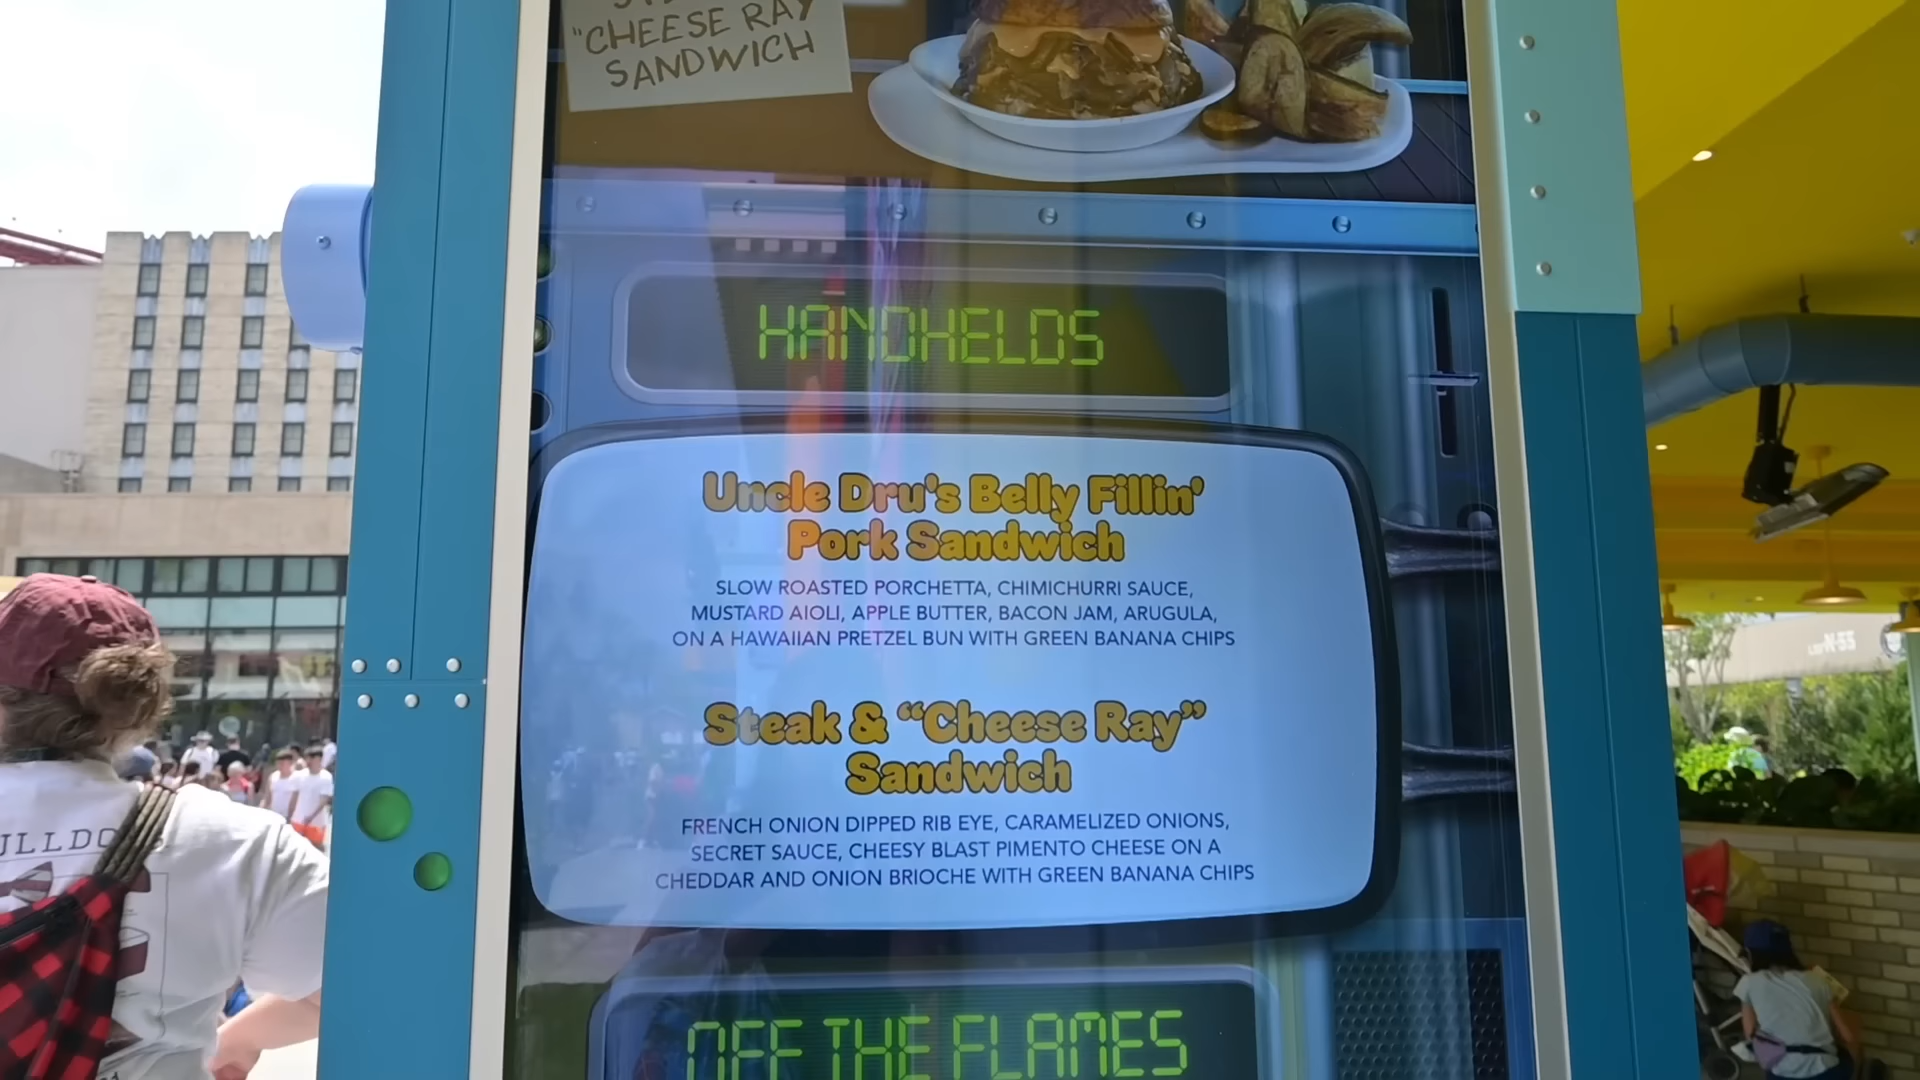 "CHEESE RAY
SANDWICH
HANDHELDS
Uncle Dru's Belly Fillin'
Pork Sandwich
SLOW ROASTED PORCHETTA, CHIMICHURRI SAUCE,
MUSTARD AIOLI, APPLE BUTTER, BACON JAM, ARUGULA,
ON A HAWAIIAN PRETZEL BUN WITH GREEN BANANA CHIPS
Steak & “Cheese Ray”
Sandwich
FRENCH ONION DIPPED RIB EYE, CARAMELIZED ONIONS,
SECRET SAUCE, CHEESY BLAST PIMENTO CHEESE ON A
CHEDDAR AND ONION BRIOCHE WITH GREEN BANANA CHIPS
OFF THE FLAMES